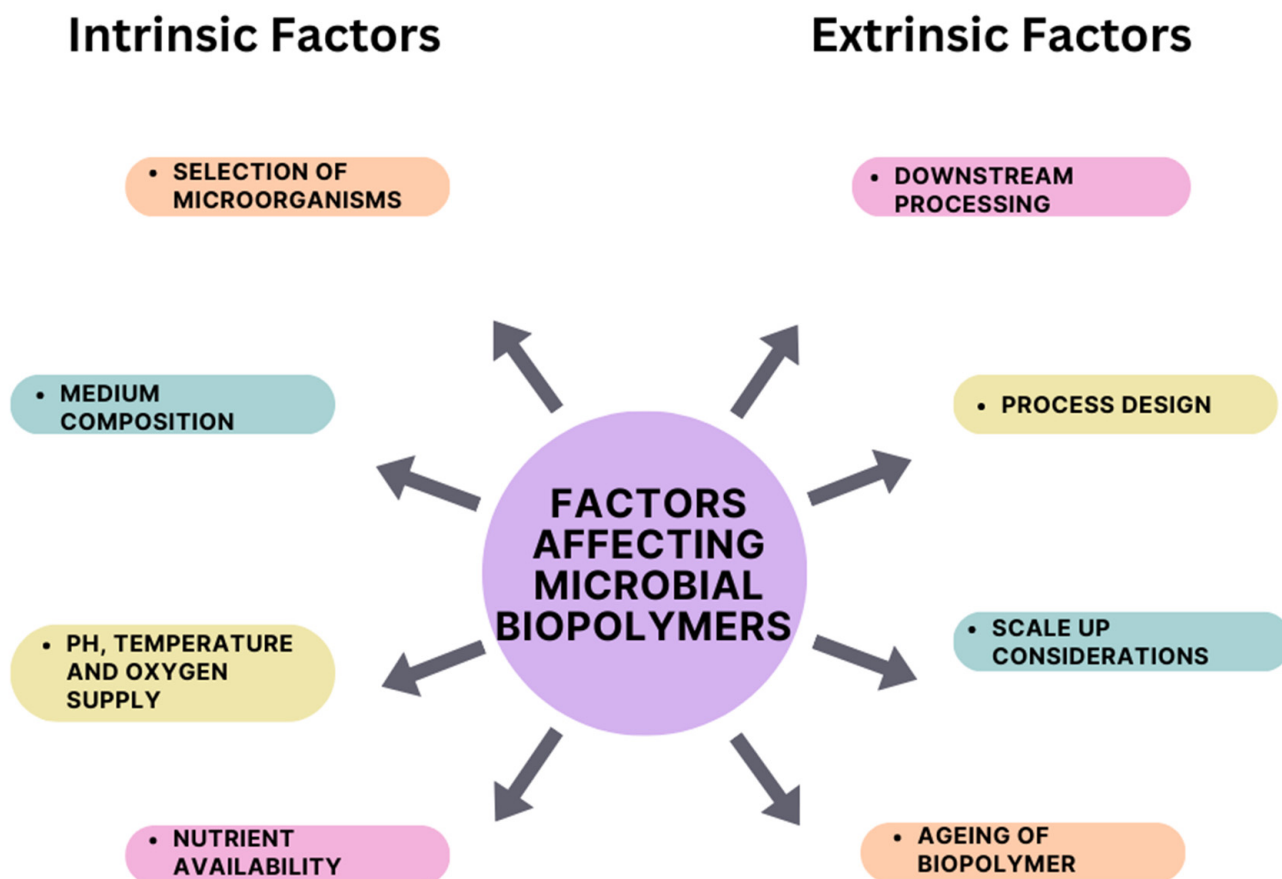 Intrinsic Factors
Extrinsic Factors
• SELECTION OF
MICROORGANISMS
• MEDIUM
COMPOSITION
• PH, TEMPERATURE
AND OXYGEN
SUPPLY
• NUTRIENT
AVAILABILITY
FACTORS
AFFECTING
MICROBIAL
BIOPOLYMERS
• DOWNSTREAM
PROCESSING
• PROCESS DESIGN
• SCALE UP
CONSIDERATIONS
• AGEING OF
BIOPOLYMER